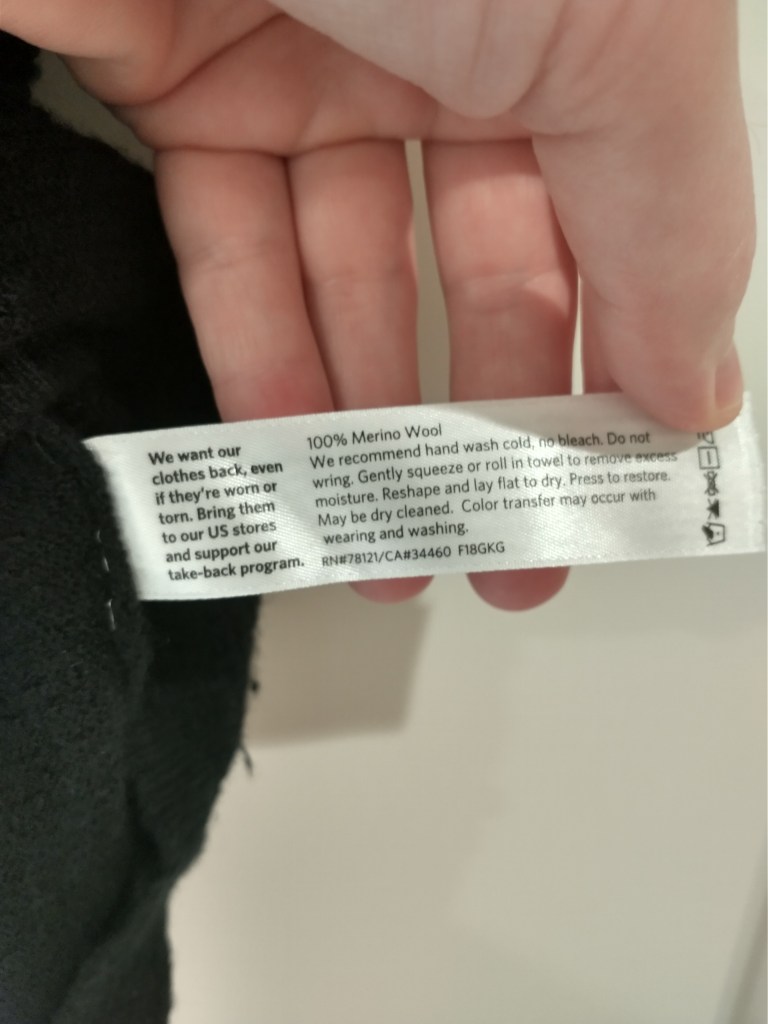 We want our
clothes back, even
if they're worn or
torn. Bring them
to our US stores
and support our
take-back program.
100% Merino Wool
We recommend hand wash cold, no bleach. Do not
wring. Gently squeeze or roll in towel to remove excess
moisture. Reshape and lay flat to dry. Press to restore.
May be dry cleaned. Color transfer may occur with
wearing and washing.
RN#78121/CA#34460 F18GKG